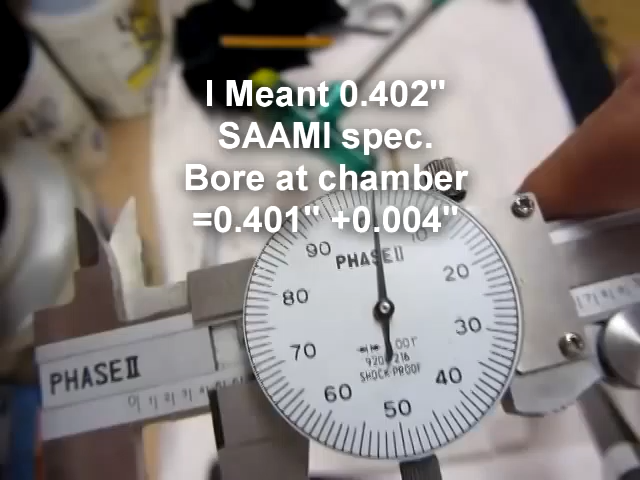 I Meant 0.402"
SAAMI spec.
Bore at chamber
=0.401" +0.004"
90
10
PHASE II
80
20
70
30
.001"
SHOCK PROOF
60
40
50
PHASE II